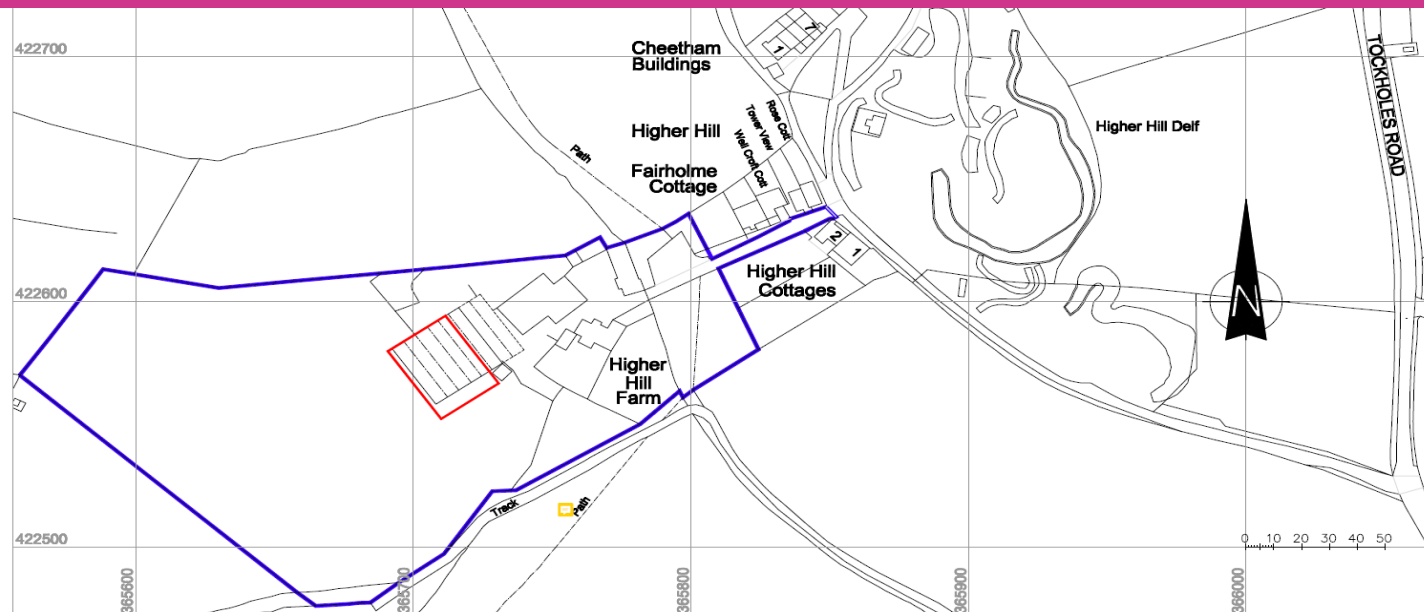 422700
Cheetham
Buildings
7
1
TOCKHOLES ROAD
Rose Cott
Tower View
Well Croft Cott
Higher Hill
Higher Hill Delf
Path
Fairholme
Cottage
2
1
Higher Hill
Cottages
422600
N
Higher
Hill
Farm
Track
Path
422500
0 10 20 30 40 50
365600
365700
365800
365900
366000